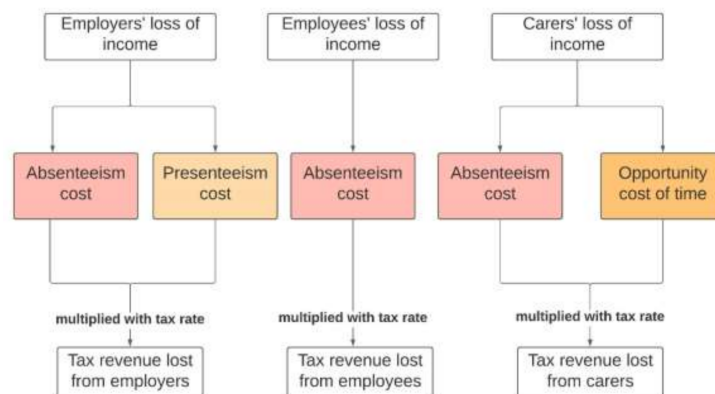 Employers' loss of
income
Employees' loss of
income
Carers' loss of
income
Absenteeism
cost
Presenteeism
cost
Absenteeism
cost
Absenteeism
cost
Opportunity
cost of time
multiplied with tax rate
multiplied with tax rate
multiplied with tax rate
Tax revenue lost
from employers
Tax revenue lost
from employees
Tax revenue lost
from carers